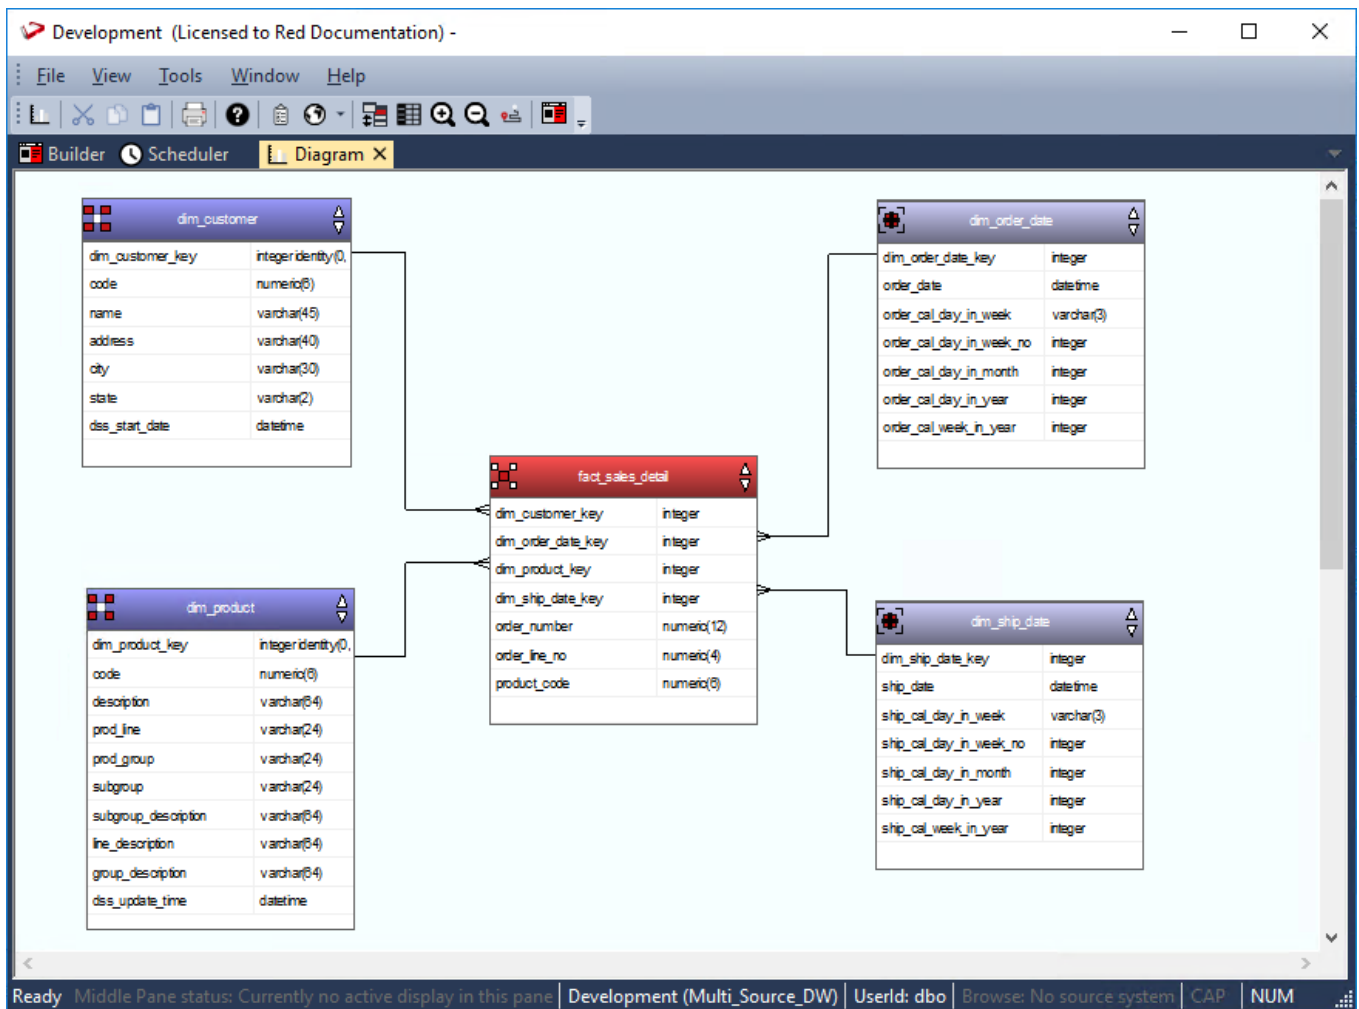 Development (Licensed to Red Documentation) -
File View Tools Window Help
Builder Scheduler Diagram
dim_customer
dim_customer_key integer identity(0,
code numeric(6)
name varchar(45)
address varchar(40)
city varchar(30)
state varchar(2)
dss_start_date datetime
dim_order_date
dim_order_date_key integer
order_date datetime
order_cal_day_in_week varchar(3)
order_cal_day_in_week_no integer
order_cal_day_in_month integer
order_cal_day_in_year integer
order_cal_week_in_year integer
fact_sales_detail
dim_customer_key integer
dim_order_date_key integer
dim_product_key integer
dim_ship_date_key integer
order_number numeric(12)
order_line_no numeric(4)
product_code numeric(6)
dim_product
dim_product_key integer identity(0,
code numeric(6)
description varchar(64)
prod_line varchar(24)
prod_group varchar(24)
subgroup varchar(24)
subgroup_description varchar(64)
line_description varchar(64)
group_description varchar(64)
dss_update_time datetime
dim_ship_date
dim_ship_date_key integer
ship_date datetime
ship_cal_day_in_week varchar(3)
ship_cal_day_in_week_no integer
ship_cal_day_in_month integer
ship_cal_day_in_year integer
ship_cal_week_in_year integer
Ready Middle Pane status: Currently no active display in this pane Development (Multi_Source_DW) UserId: dbo Browse: No source system CAP NUM